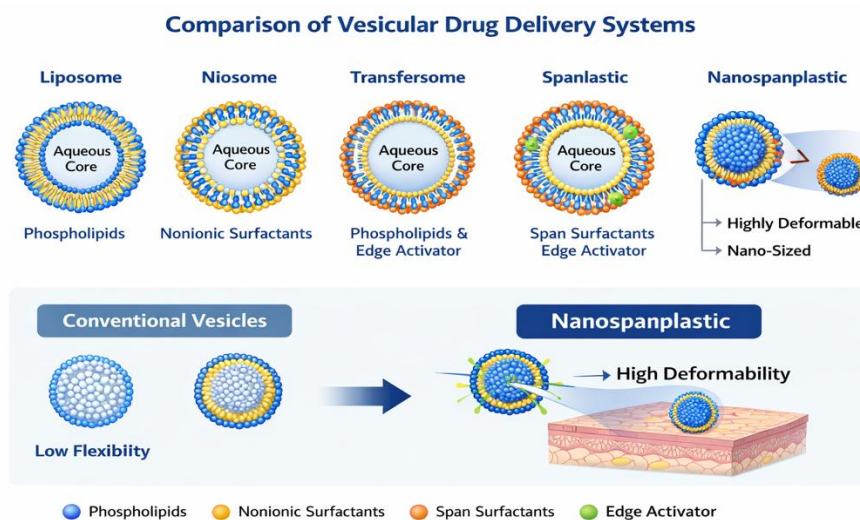 Comparison of Vesicular Drug Delivery Systems
Liposome
Niosome
Transfersome
Spanlastic
Nanospanplastic
Aqueous
Core
Aqueous
Core
Aqueous
Core
Aqueous
Core
Phospholipids
Nonionic Surfactants
Phospholipids &
Edge Activator
Span Surfactants
Edge Activator
Highly Deformable
Nano-Sized
Conventional Vesicles
Nanospanplastic
High Deformability
Low Flexibiity
Phospholipids
Nonionic Surfactants
Span Surfactants
Edge Activator